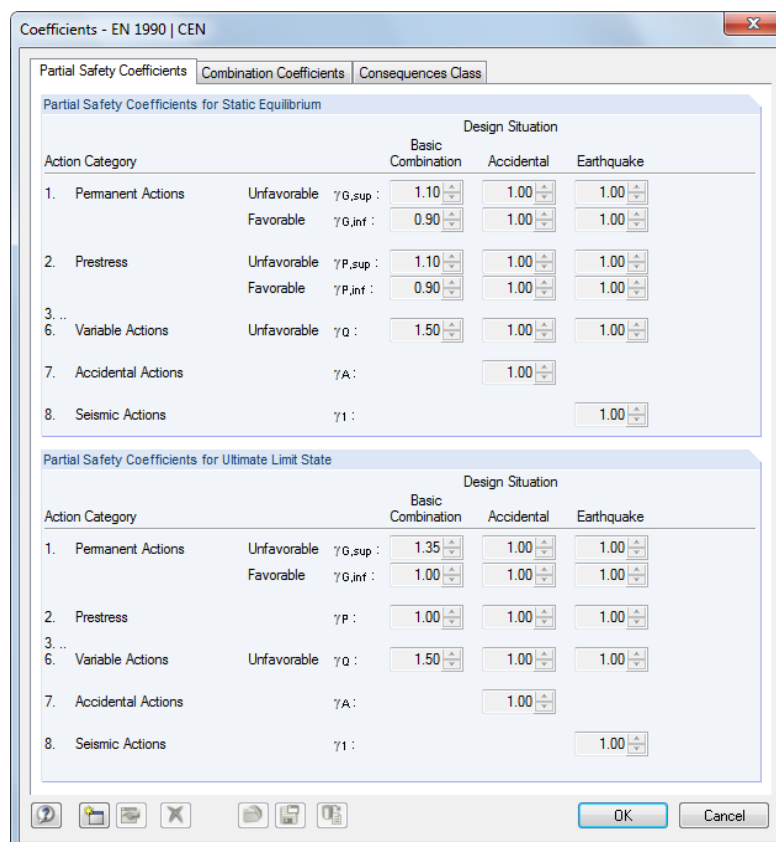 Coefficients - EN 1990 | CEN
Partial Safety Coefficients Combination Coefficients Consequences Class
Partial Safety Coefficients for Static Equilibrium
Design Situation
Basic
Action Category Combination Accidental Earthquake
1. Permanent Actions Unfavorable γG,sup : 1.10 1.00 1.00
Favorable γG,inf : 0.90 1.00 1.00
2. Prestress Unfavorable γP,sup : 1.10 1.00 1.00
Favorable γP,inf : 0.90 1.00 1.00
3. ..
6. Variable Actions Unfavorable γQ : 1.50 1.00 1.00
7. Accidental Actions γA : 1.00
8. Seismic Actions γ1 : 1.00
Partial Safety Coefficients for Ultimate Limit State
Design Situation
Basic
Action Category Combination Accidental Earthquake
1. Permanent Actions Unfavorable γG,sup : 1.35 1.00 1.00
Favorable γG,inf : 1.00 1.00 1.00
2. Prestress γP : 1.00 1.00 1.00
3. ..
6. Variable Actions Unfavorable γQ : 1.50 1.00 1.00
7. Accidental Actions γA : 1.00
8. Seismic Actions γ1 : 1.00
OK Cancel